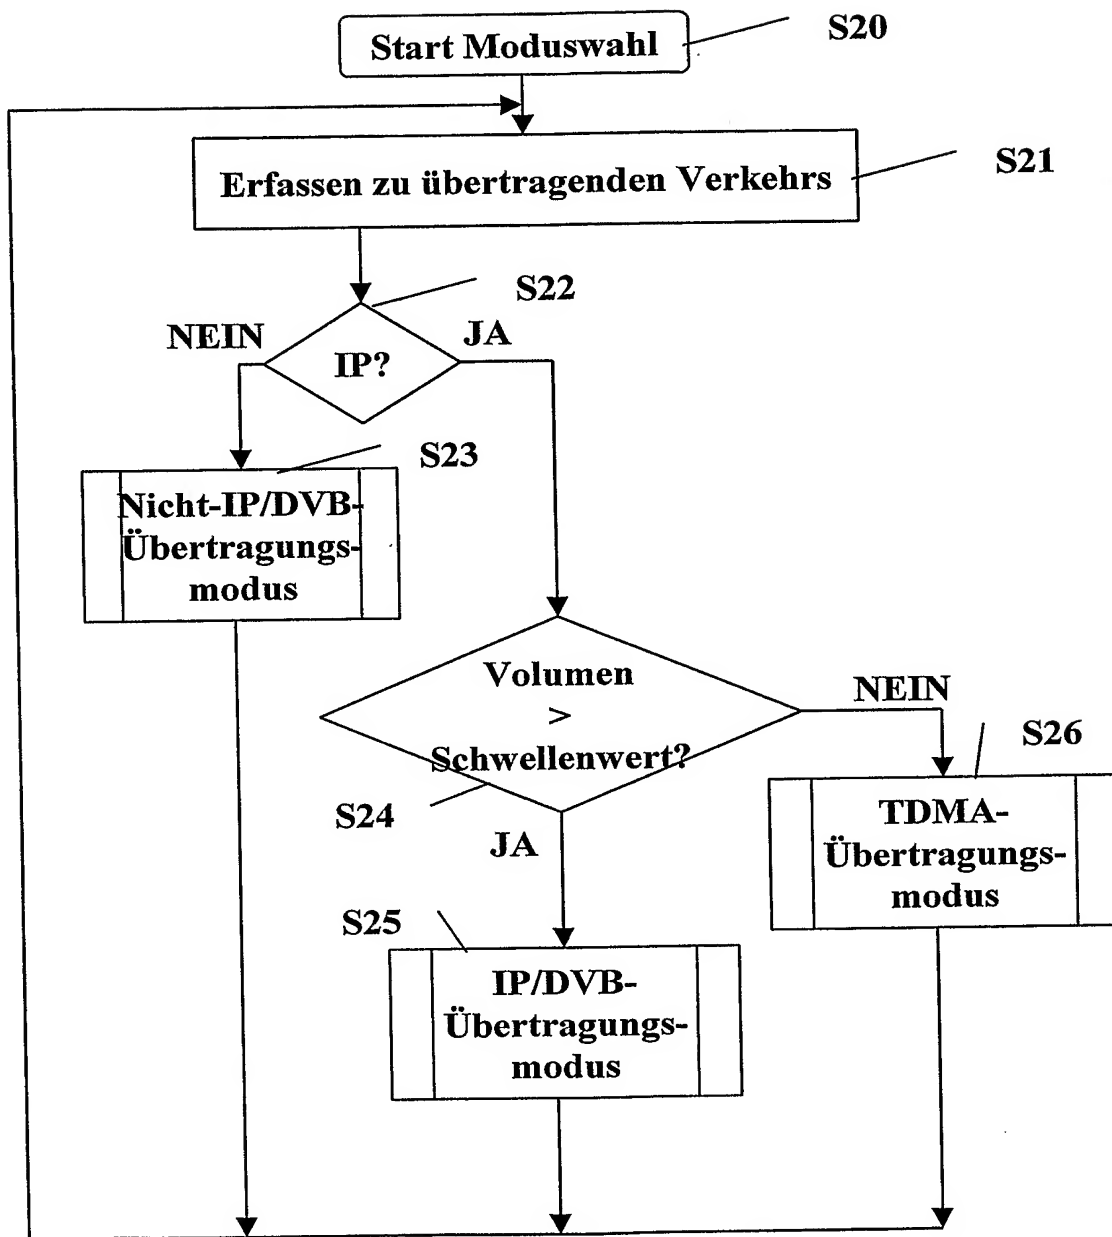 Start Moduswahl
S20
Erfassen zu übertragenden Verkehrs
S21
S22
NEIN
JA
IP?
S23
Nicht-IP/DVB-
Übertragungs-
modus
Volumen
>
Schwellenwert?
NEIN
S26
S24
JA
TDMA-
Übertragungs-
modus
S25
IP/DVB-
Übertragungs-
modus